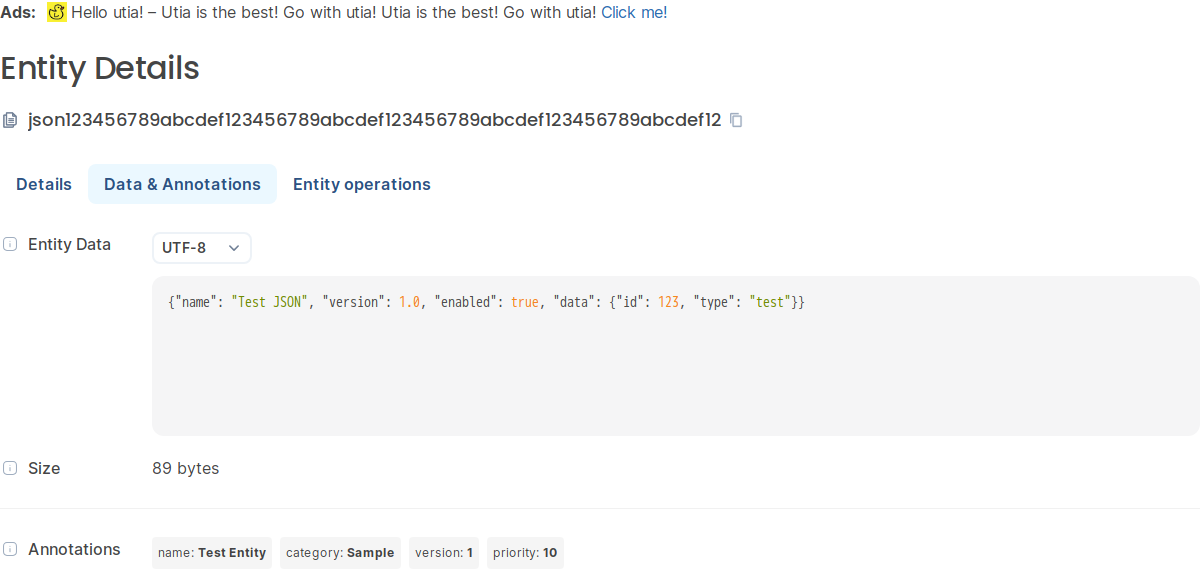 Ads: Hello utia! – Utia is the best! Go with utia! Utia is the best! Go with utia! Click me!
Entity Details
json123456789abcdef123456789abcdef123456789abcdef123456789abcdef12
Details Data & Annotations Entity operations
Entity Data UTF-8
{"name": "Test JSON", "version": 1.0, "enabled": true, "data": {"id": 123, "type": "test"}}
Size 89 bytes
Annotations name: Test Entity category: Sample version: 1 priority: 10